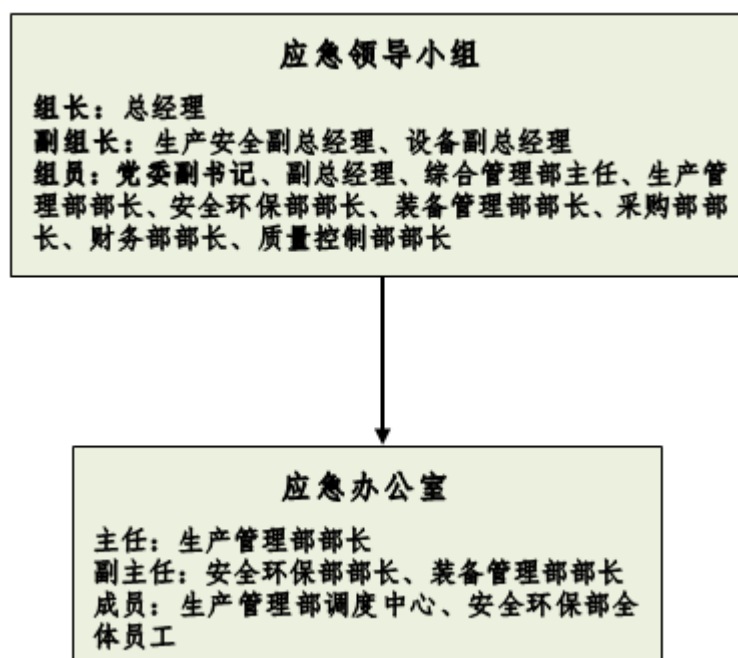 应急领导小组
组长：总经理
副组长：生产安全副总经理、设备副总经理
组员：党委副书记、副总经理、综合管理部主任、生产管
理部部长、安全环保部部长、装备管理部部长、采购部部
长、财务部部长、质量控制部部长
应急办公室
主任：生产管理部部长
副主任：安全环保部部长、装备管理部部长
成员：生产管理部调度中心、安全环保部全
体员工